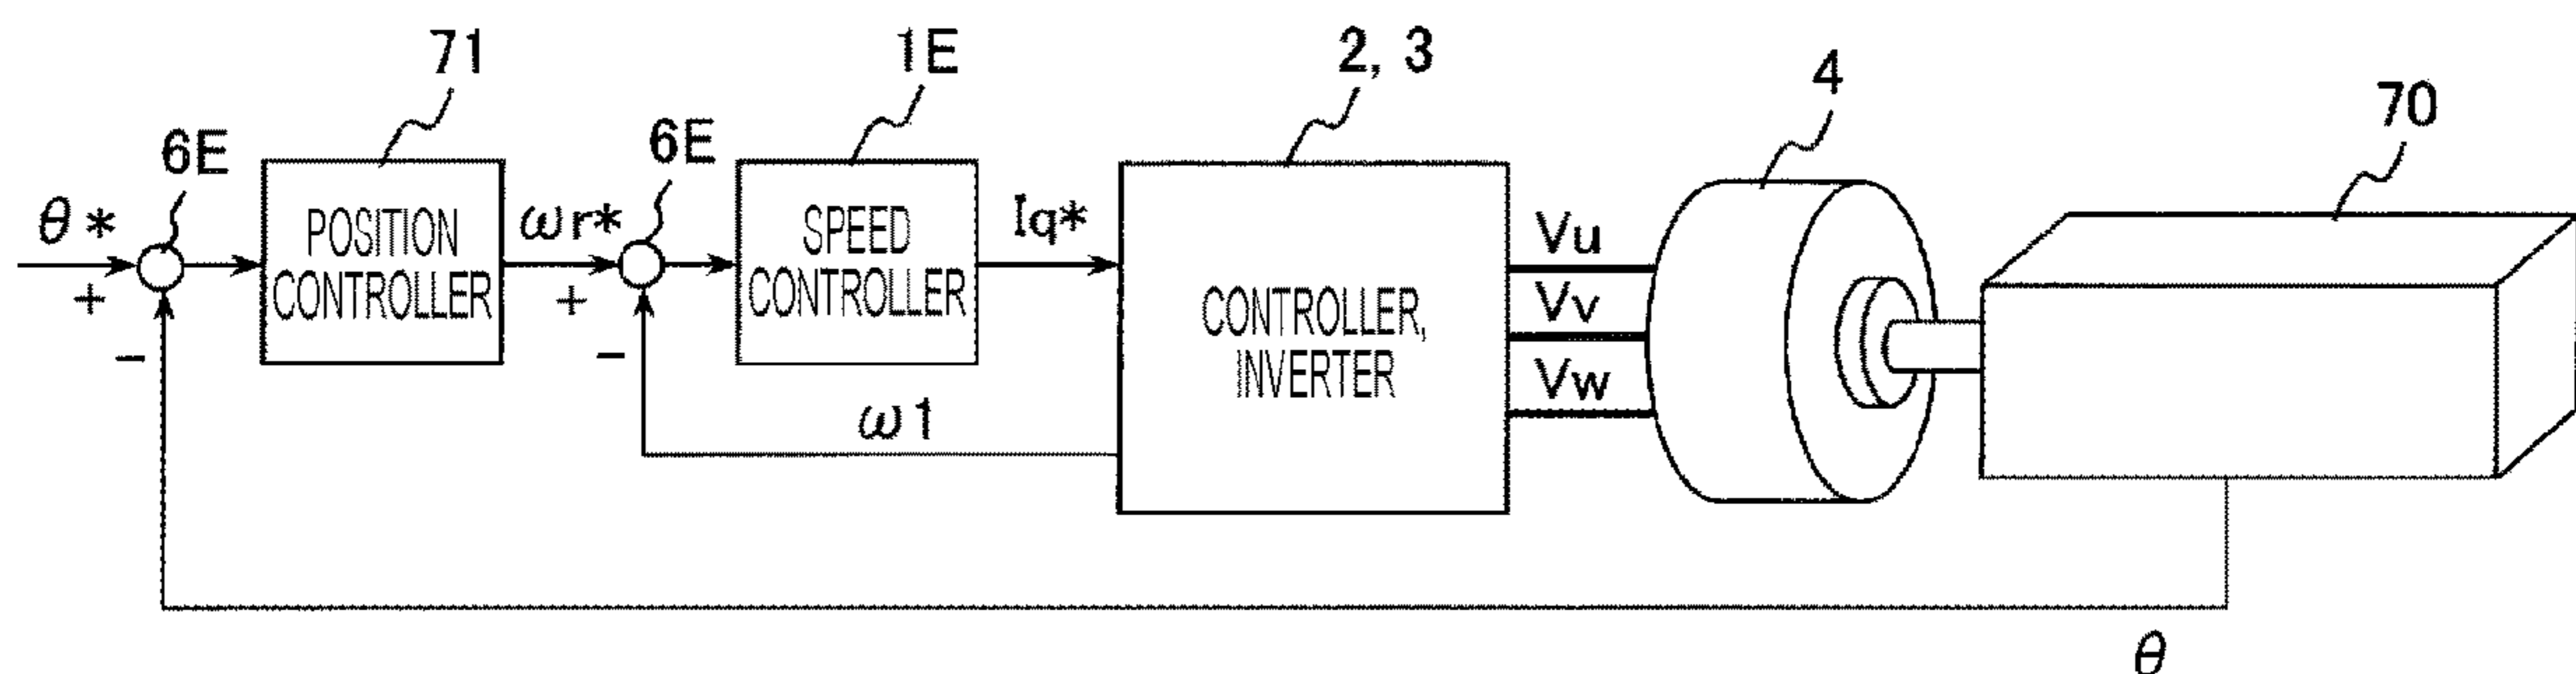 71
1E
2, 3
4
70
6E
6E
θ*
+
−
POSITION
CONTROLLER
ωr*
+
−
SPEED
CONTROLLER
Iq*
CONTROLLER,
INVERTER
Vu
Vv
Vw
ω1
θ